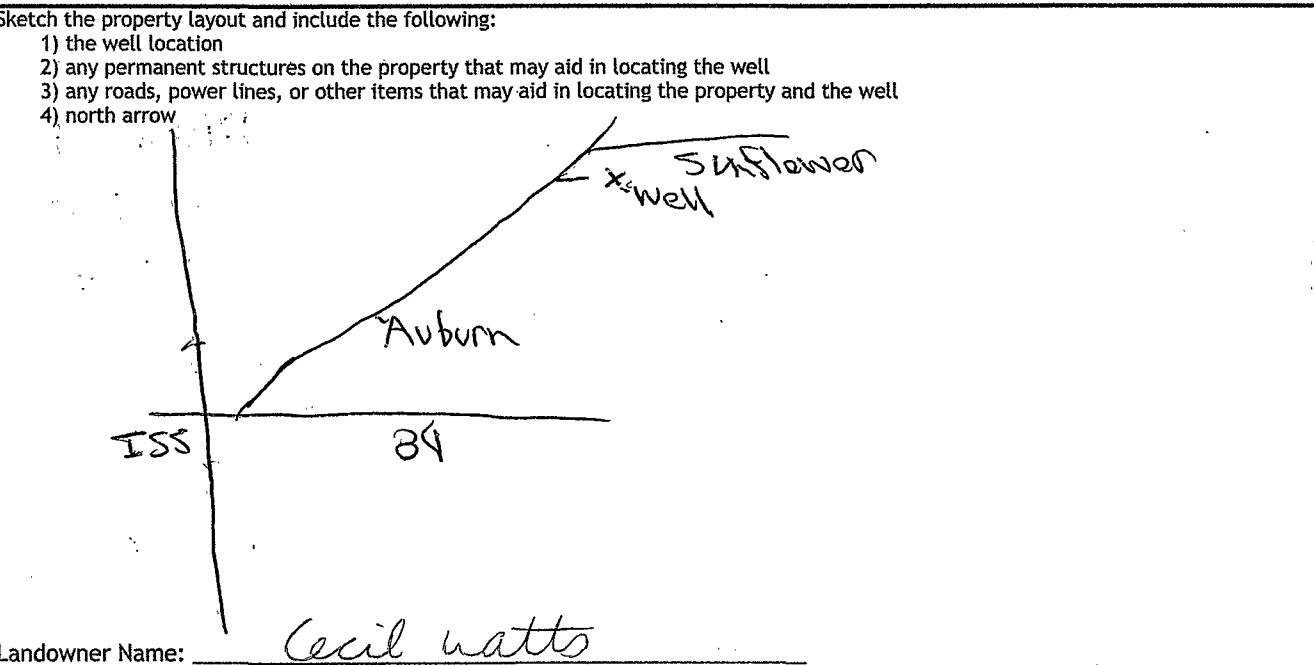 Sketch the property layout and include the following:
1) the well location
2) any permanent structures on the property that may aid in locating the well
3) any roads, power lines, or other items that may aid in locating the property and the well
4) north arrow
Sunflower
x
well
Auburn
I55
84
Landowner Name: Cecil Watts